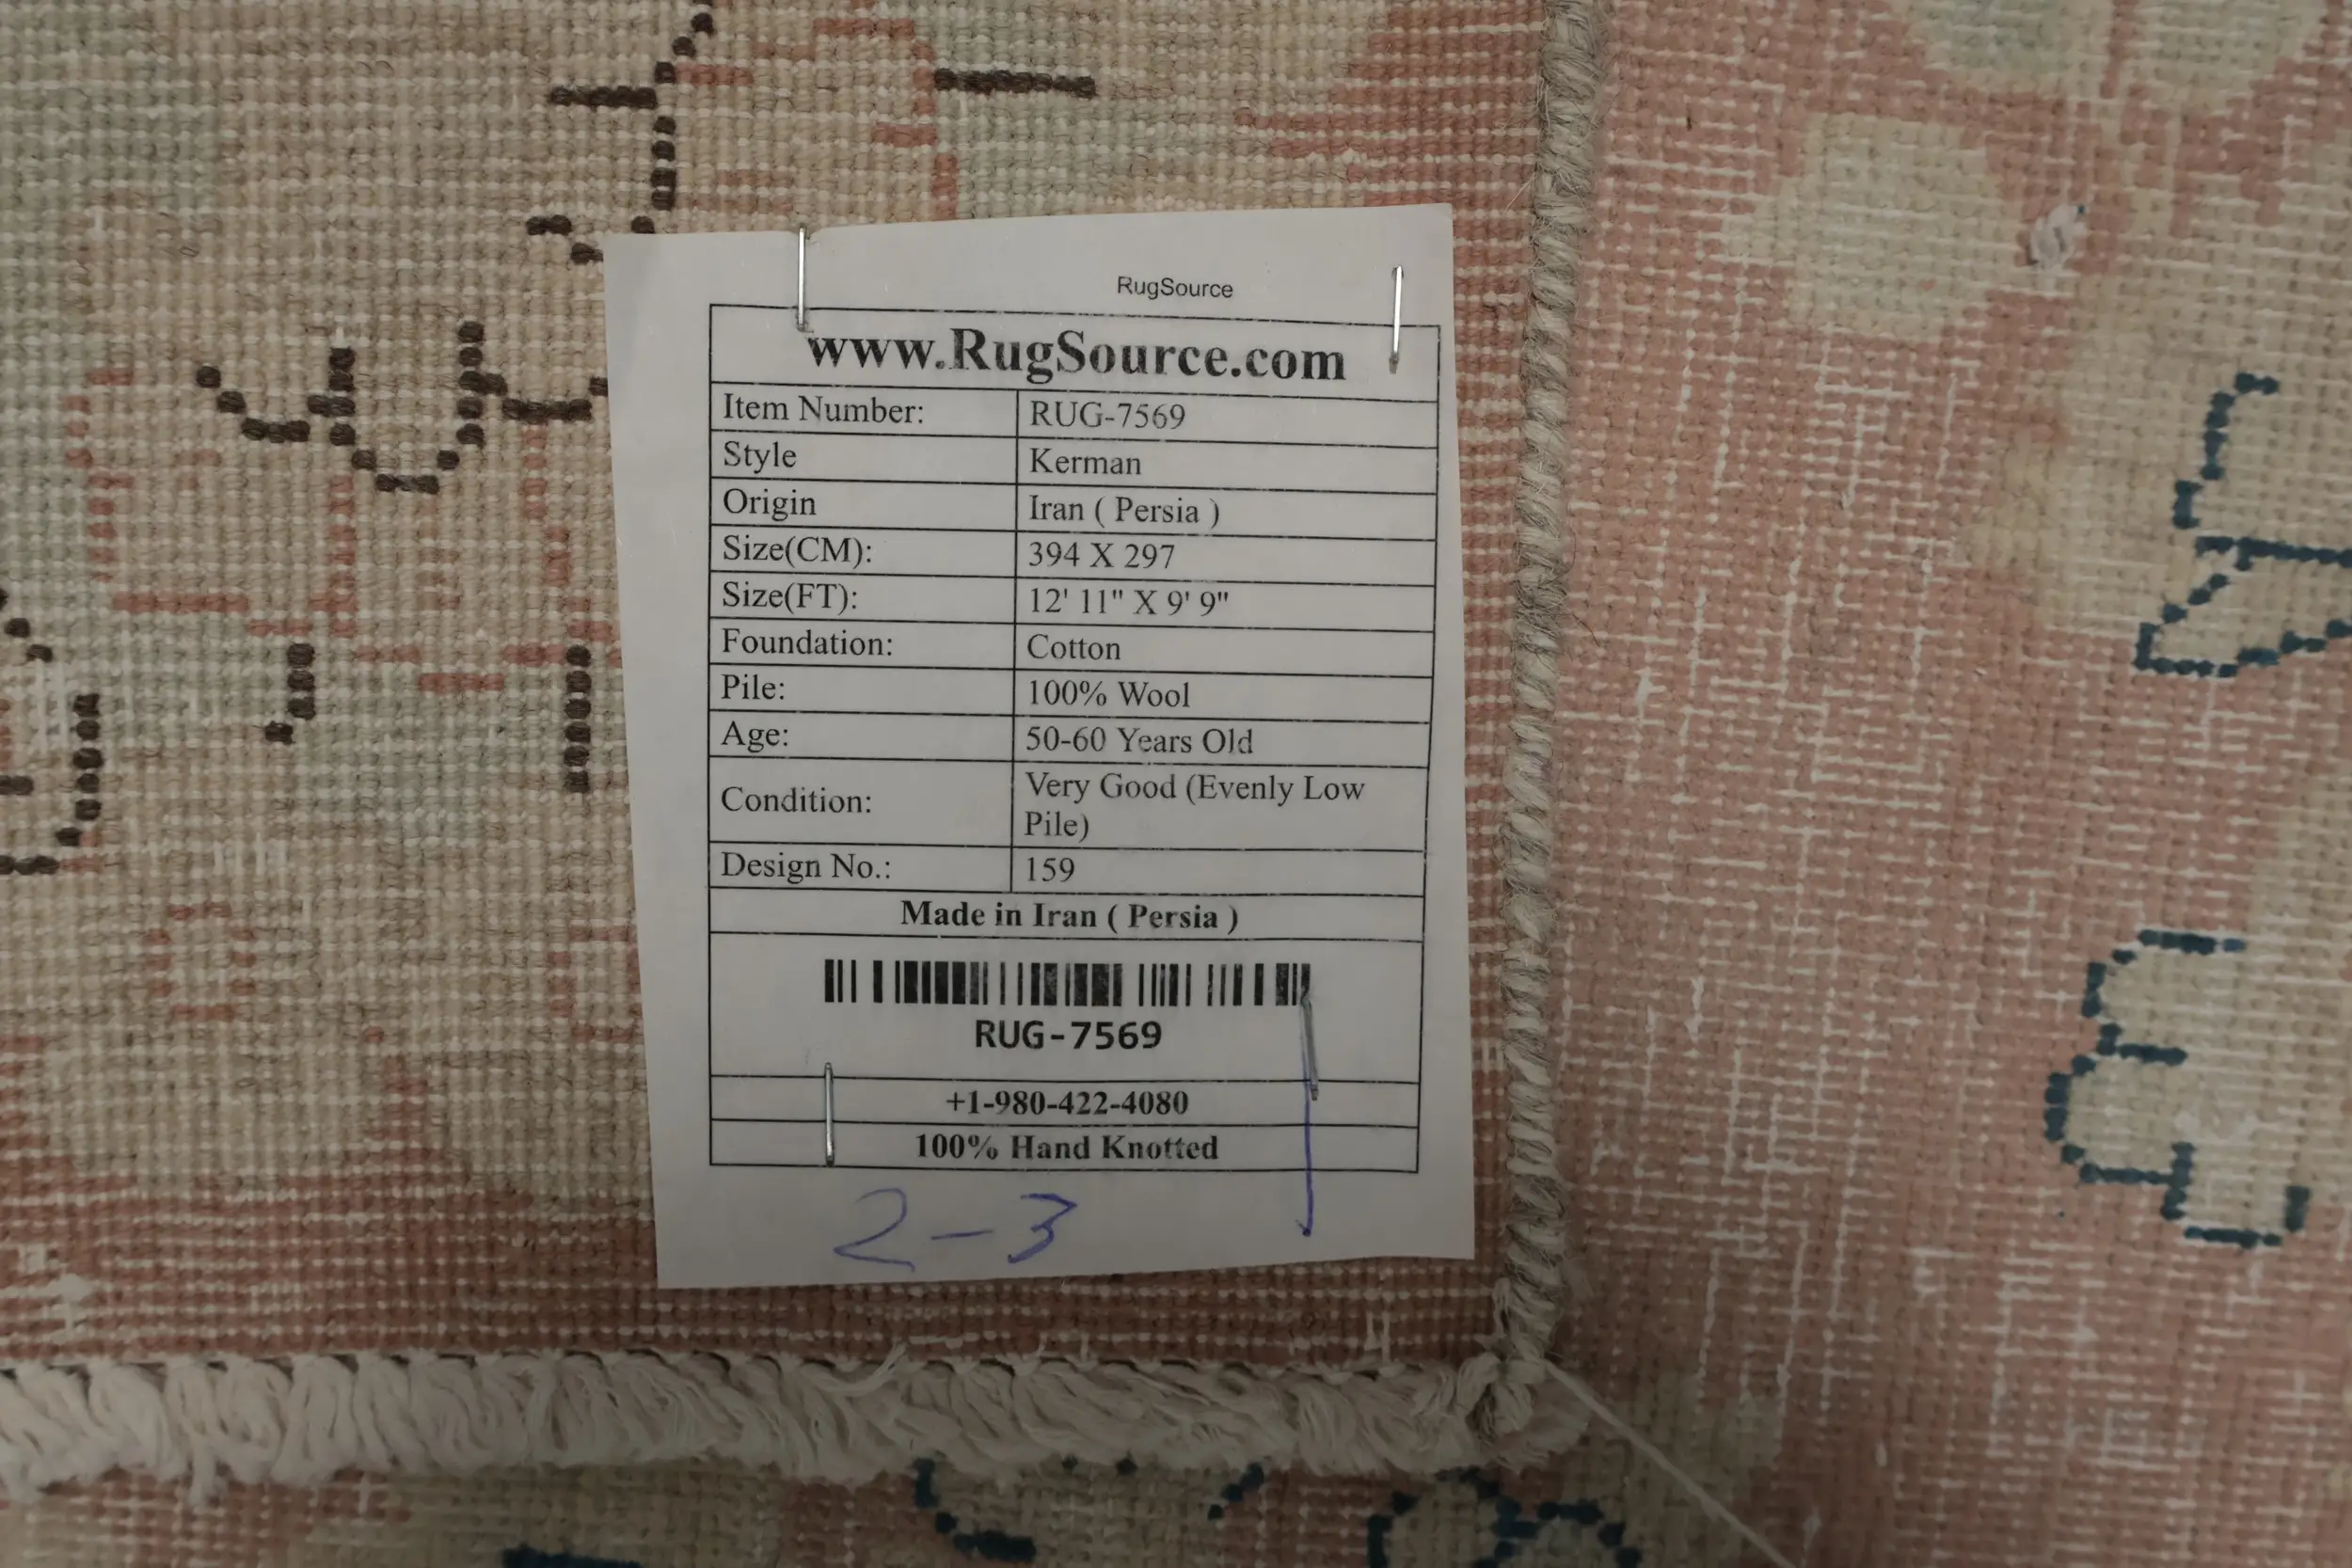 RugSource
www.RugSource.com
Item Number: RUG-7569
Style Kerman
Origin Iran ( Persia )
Size(CM): 394 X 297
Size(FT): 12' 11" X 9' 9"
Foundation: Cotton
Pile: 100% Wool
Age: 50-60 Years Old
Condition: Very Good (Evenly Low
Pile)
Design No.: 159
Made in Iran ( Persia )
RUG-7569
+1-980-422-4080
100% Hand Knotted
2-3